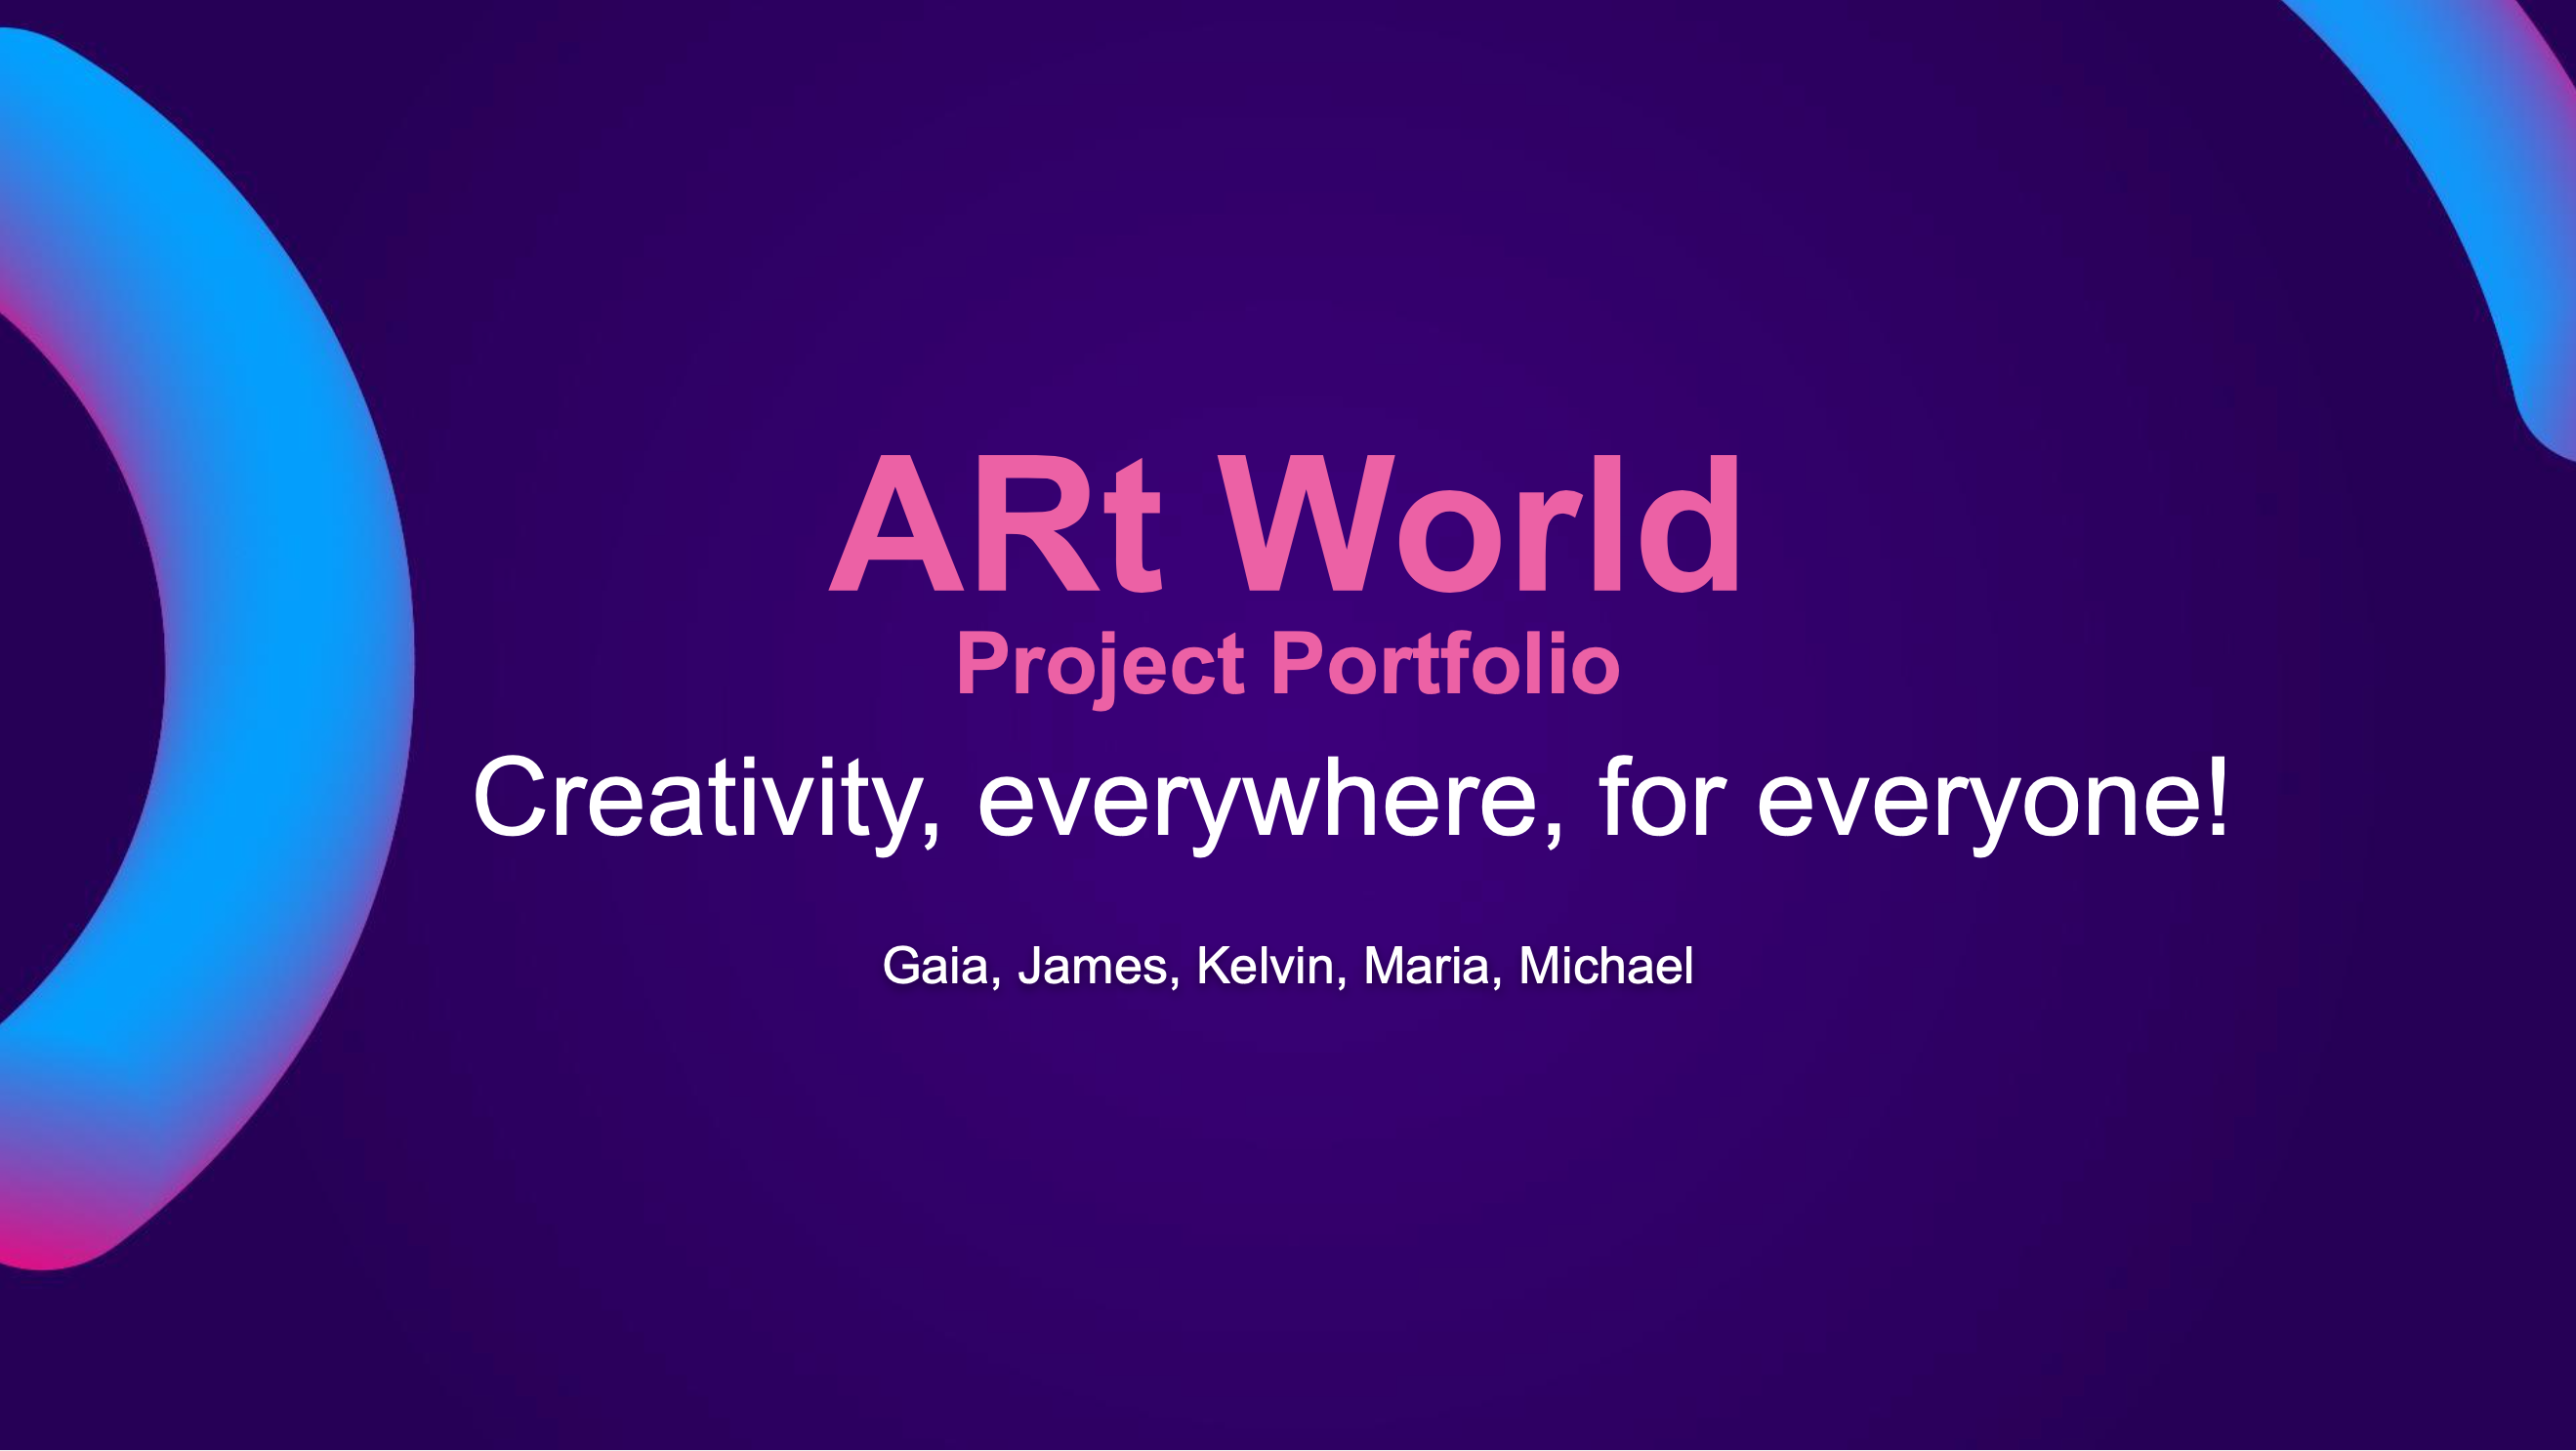 ARt World
Project Portfolio
Creativity, everywhere, for everyone!
Gaia, James, Kelvin, Maria, Michael